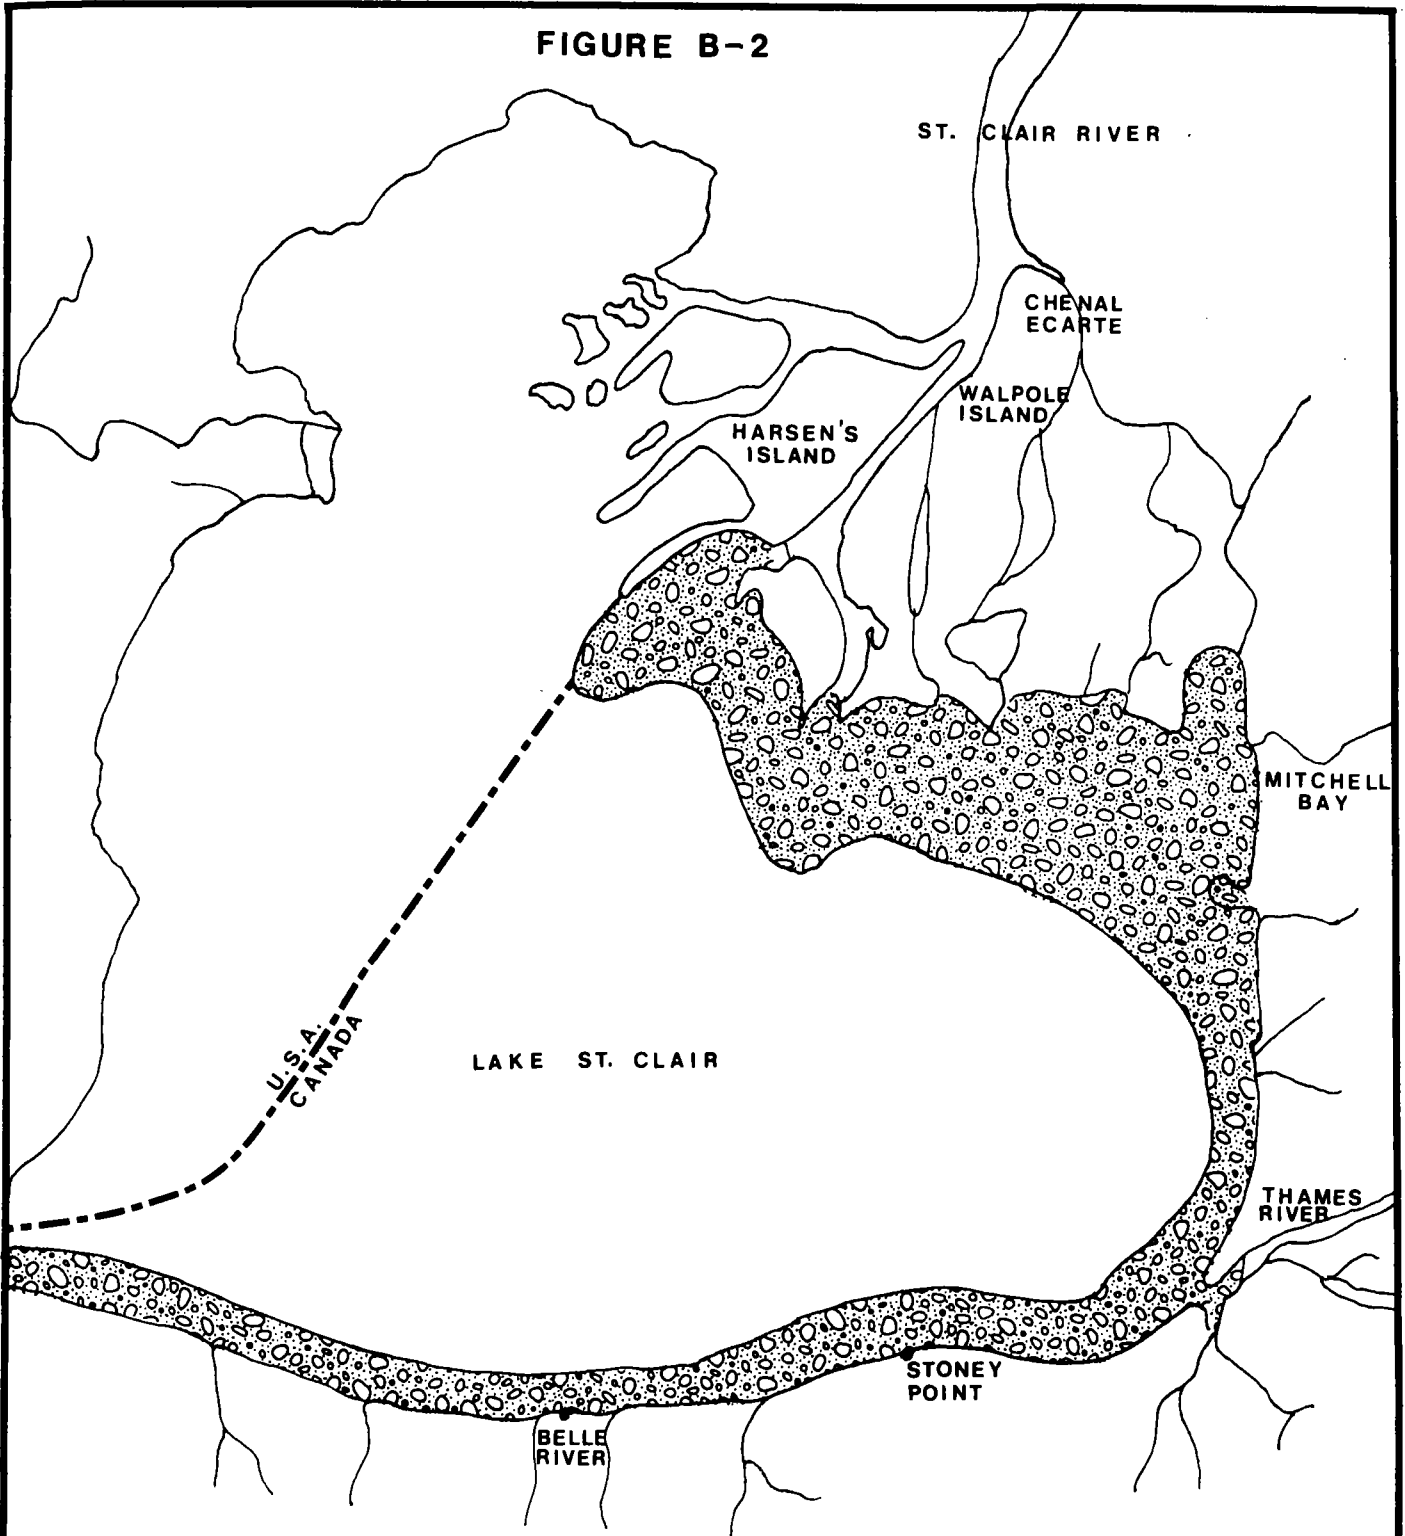 FIGURE B-2
ST. CLAIR RIVER
CHENAL
ECARTE
WALPOLE
ISLAND
HARSEN'S
ISLAND
MITCHELL
BAY
U.S.A.
CANADA
LAKE ST. CLAIR
THAMES
RIVER
STONEY
POINT
BELLE
RIVER